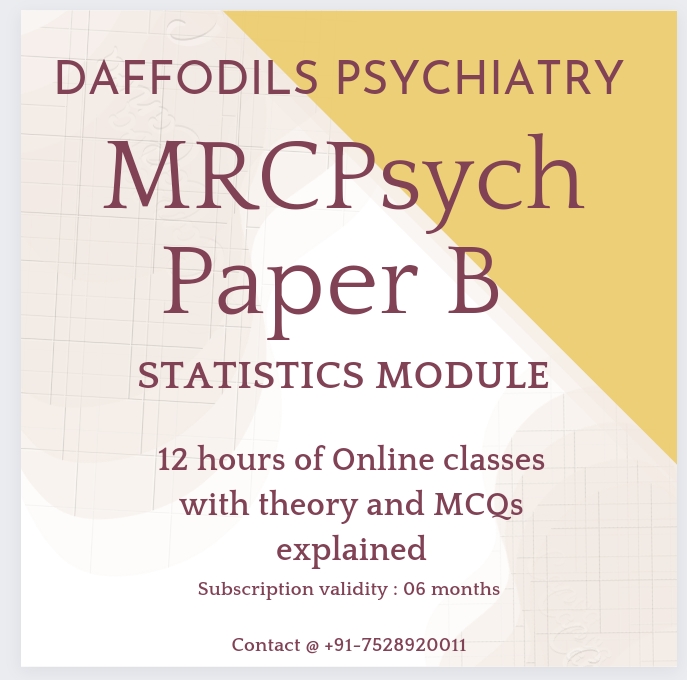 DAFFODILS PSYCHIATRY
MRCPsych
Paper B
STATISTICS MODULE
12 hours of Online classes
with theory and MCQs
explained
Subscription validity : 06 months
Contact @ +91-7528920011